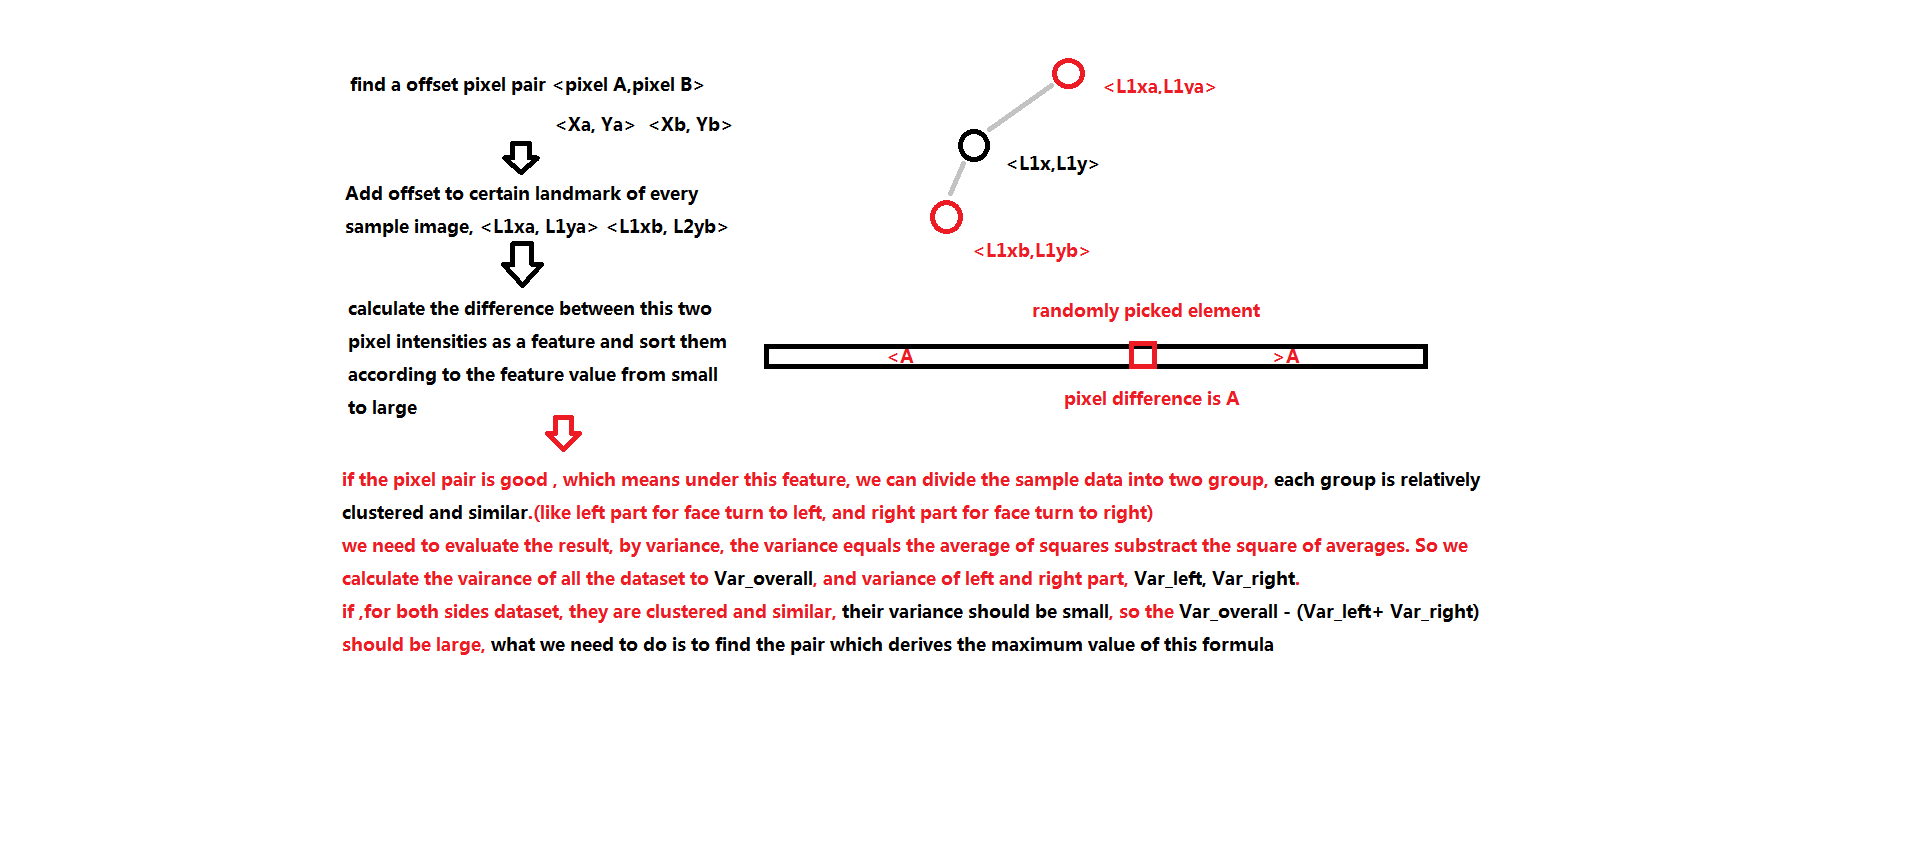 find a offset pixel pair <pixel A,pixel B>
<Xa, Ya> <Xb, Yb>
Add offset to certain landmark of every
sample image, <L1xa, L1ya> <L1xb, L2yb>
calculate the difference between this two
pixel intensities as a feature and sort them
according to the feature value from small
to large
<L1xa,L1ya>
<L1x,L1y>
<L1xb,L1yb>
randomly picked element
<A >A
pixel difference is A
if the pixel pair is good , which means under this feature, we can divide the sample data into two group, each group is relatively
clustered and similar.(like left part for face turn to left, and right part for face turn to right)
we need to evaluate the result, by variance, the variance equals the average of squares substract the square of averages. So we
calculate the vairance of all the dataset to Var_overall, and variance of left and right part, Var_left, Var_right.
if ,for both sides dataset, they are clustered and similar, their variance should be small, so the Var_overall - (Var_left+ Var_right)
should be large, what we need to do is to find the pair which derives the maximum value of this formula